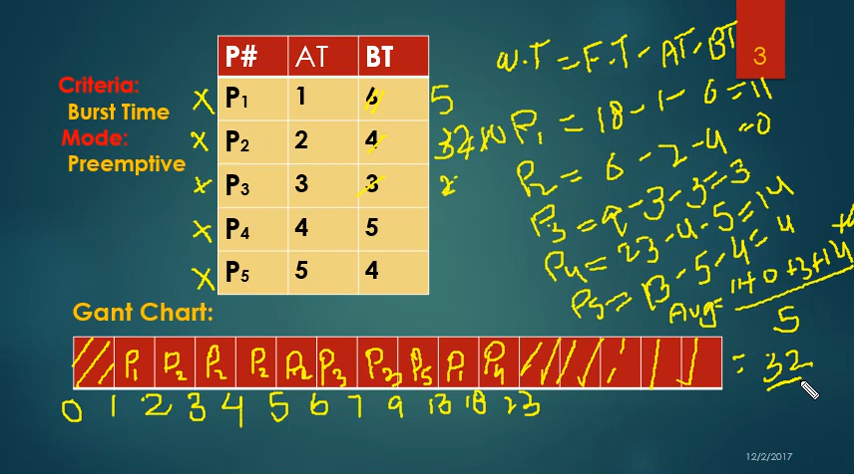 3
W.T = F.T - AT - BT
P# AT BT
Criteria:
Burst Time
Mode:
Preemptive
X P1 1 6 5
X P2 2 4
X P3 3 3
X P4 4 5
X P5 5 4
P1 = 18 - 1 - 6 = 11
P2 = 6 - 2 - 4 = 0
P3 = 9 - 3 - 3 = 3
P4 = 23 - 4 - 5 = 14
P5 = 13 - 5 - 4 = 4
Avg = 11+0+3+14
5
= 32
Gant Chart:
P1 P2 P2 P2 P2 P3 P3 P5 P1 P4
0 1 2 3 4 5 6 7 9 13 18 23
12/2/2017